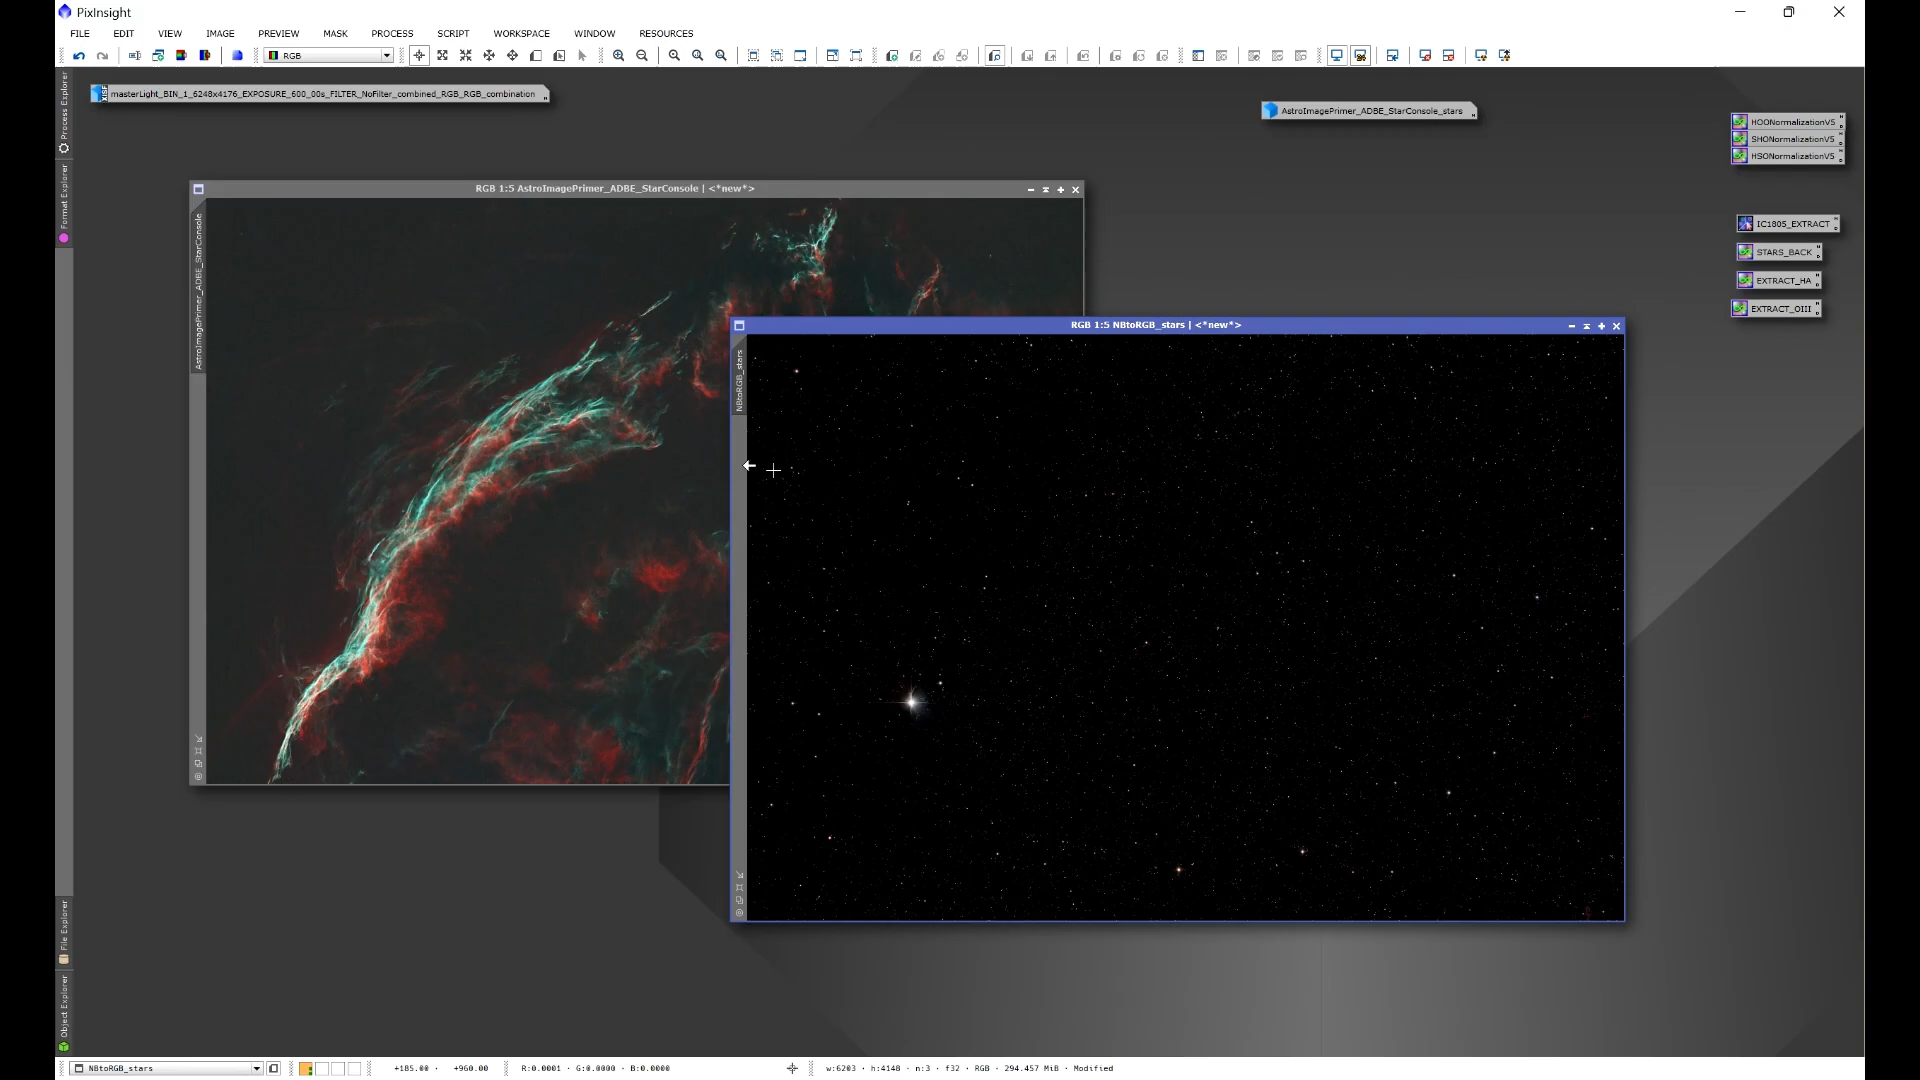 PixInsight
FILE EDIT VIEW IMAGE PREVIEW MASK PROCESS SCRIPT WORKSPACE WINDOW RESOURCES
RGB
Process Explorer
Format Explorer
File Explorer
Object Explorer
masterLight_BIN_1_6248x4176_EXPOSURE_600_00s_FILTER_NoFilter_combined_RGB_RGB_combination
AstroImagePrimer_ADBE_StarConsole_stars
HOONormalizationV5
SHONormalizationV5
HSONormalizationV5
IC1805_EXTRACT
STARS_BACK
EXTRACT_HA
EXTRACT_OIII
RGB 1:5 AstroImagePrimer_ADBE_StarConsole | <*new*>
AstroImagePrimer_ADBE_StarConsole
RGB 1:5 NBtoRGB_stars | <*new*>
NBtoRGB_stars
NBtoRGB_stars
+185.00 · +960.00
R:0.0001 · G:0.0000 · B:0.0000
w:6203 · h:4148 · n:3 · f32 · RGB · 294.457 MiB · Modified